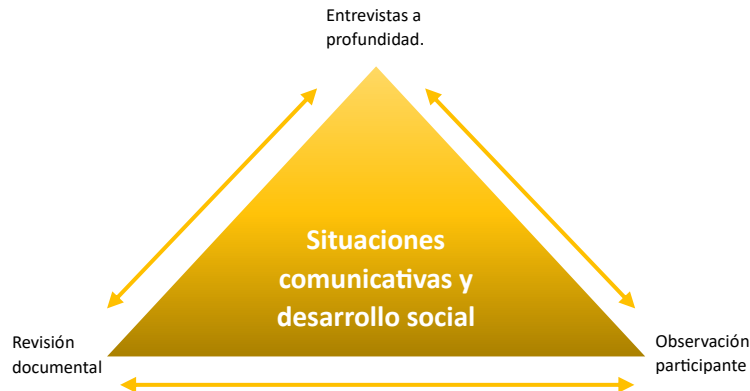 Entrevistas a
profundidad.
Situaciones
comunicativas y
desarrollo social
Revisión
documental
Observación
participante